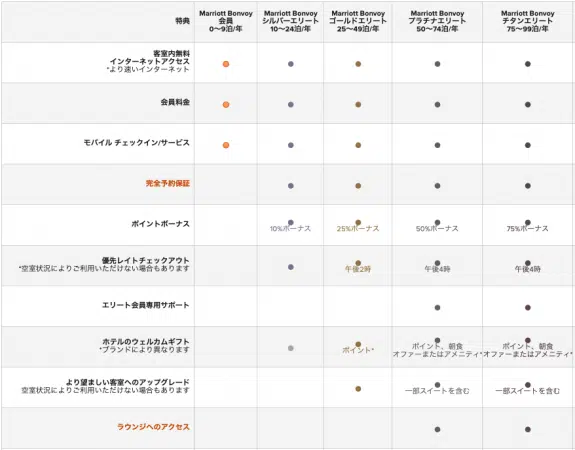 特典
Marriott Bonvoy
会員
0〜9泊/年
Marriott Bonvoy
シルバーエリート
10〜24泊/年
Marriott Bonvoy
ゴールドエリート
25〜49泊/年
Marriott Bonvoy
プラチナエリート
50〜74泊/年
Marriott Bonvoy
チタンエリート
75〜99泊/年
客室内無料
インターネットアクセス
*より速いインターネット
会員料金
モバイル チェックイン/サービス
完全予約保証
ポイントボーナス
10%ボーナス
25%ボーナス
50%ボーナス
75%ボーナス
優先レイトチェックアウト
*空室状況によりご利用いただけない場合もあります
午後2時
午後4時
午後4時
エリート会員専用サポート
ホテルのウェルカムギフト
*ブランドにより異なります
ポイント*
ポイント、朝食
オファーまたはアメニティ*
ポイント、朝食
オファーまたはアメニティ*
より望ましい客室へのアップグレード
空室状況によりご利用いただけない場合もあります
一部スイートを含む
一部スイートを含む
ラウンジへのアクセス